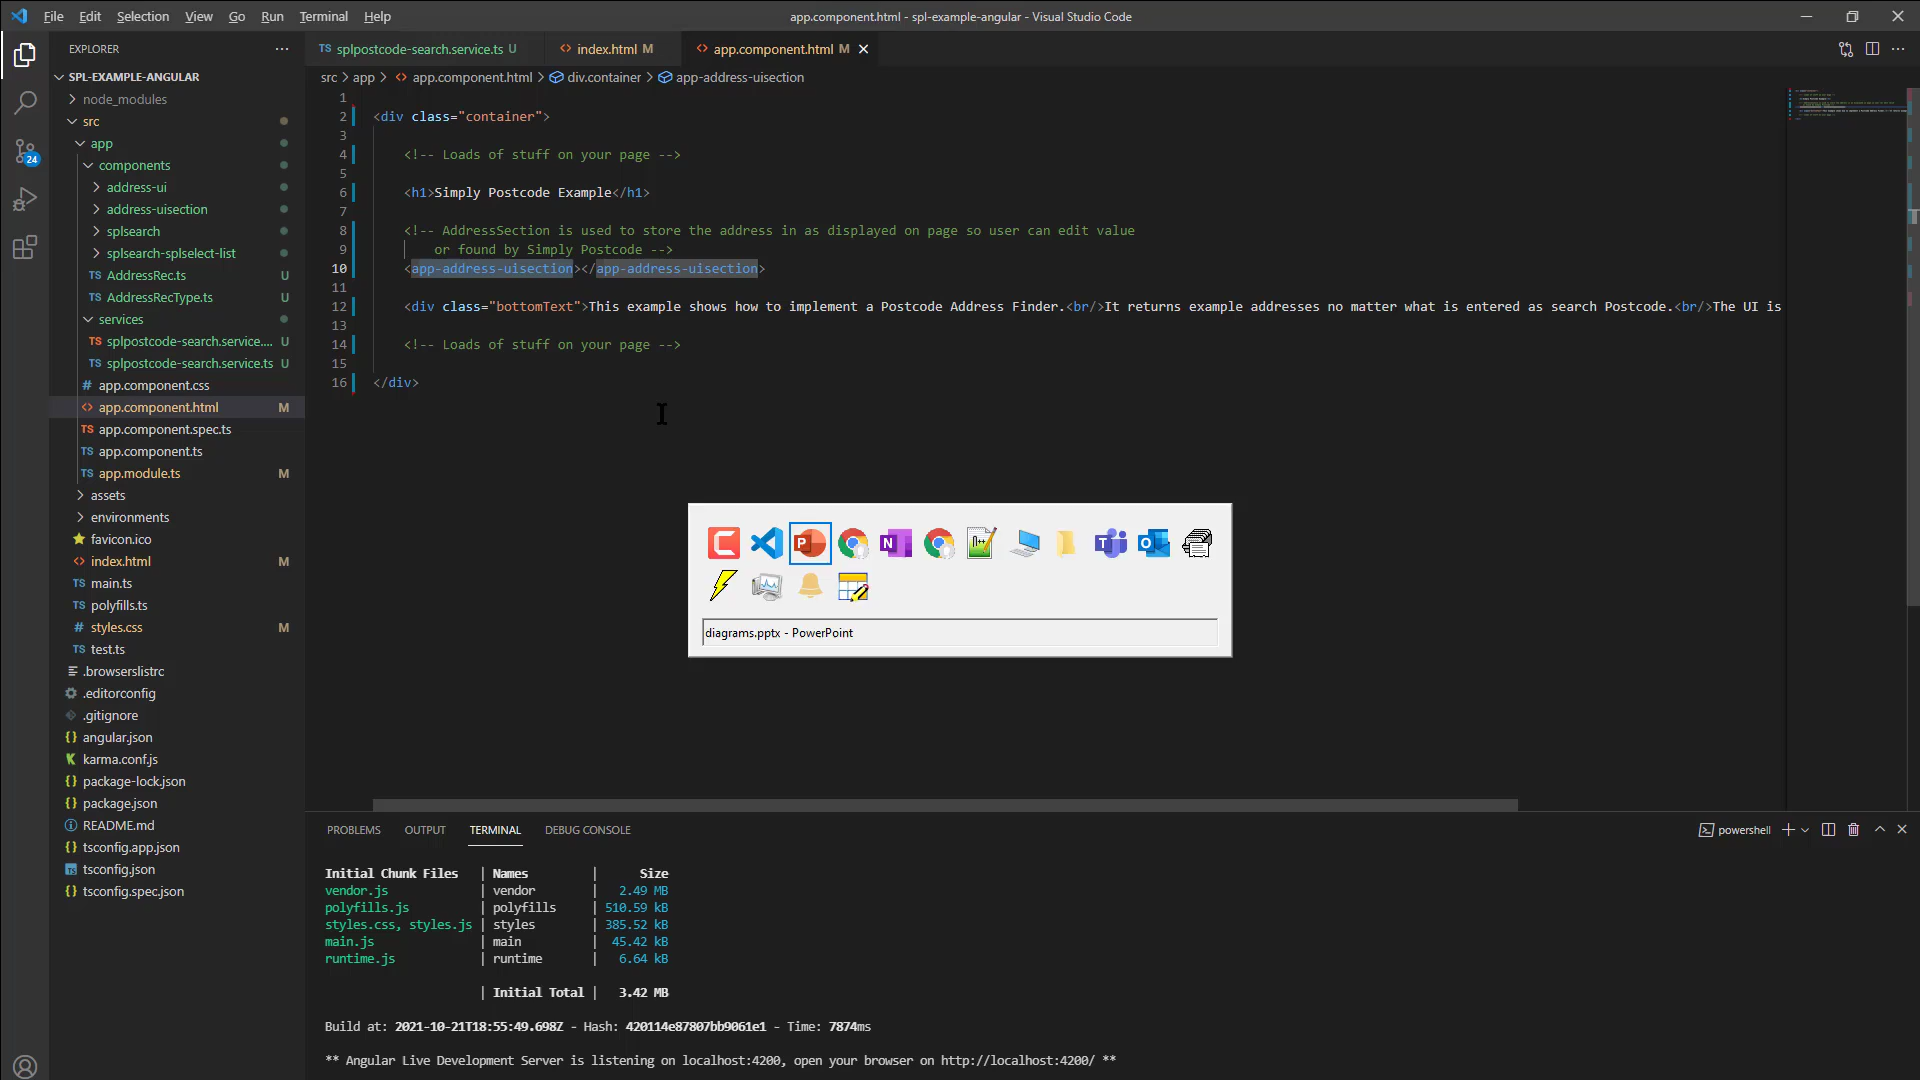 File Edit Selection View Go Run Terminal Help
app.component.html - spl-example-angular - Visual Studio Code
EXPLORER
SPL-EXAMPLE-ANGULAR
node_modules
src
app
components
address-ui
address-uisection
splsearch
splsearch-splselect-list
TS AddressRec.ts U
TS AddressRecType.ts U
services
TS splpostcode-search.service.... U
TS splpostcode-search.service.ts U
# app.component.css
<> app.component.html M
TS app.component.spec.ts
TS app.component.ts
TS app.module.ts M
assets
environments
favicon.ico
<> index.html M
TS main.ts
TS polyfills.ts
# styles.css M
TS test.ts
.browserslistrc
.editorconfig
.gitignore
{} angular.json
karma.conf.js
{} package-lock.json
{} package.json
README.md
{} tsconfig.app.json
TS tsconfig.json
{} tsconfig.spec.json
24
TS splpostcode-search.service.ts U
<> index.html M
<> app.component.html M
src > app > <> app.component.html > div.container > app-address-uisection
1
2 <div class="container">
3
4 <!-- Loads of stuff on your page -->
5
6 <h1>Simply Postcode Example</h1>
7
8 <!-- AddressSection is used to store the address in as displayed on page so user can edit value
9 or found by Simply Postcode -->
10 <app-address-uisection></app-address-uisection>
11
12 <div class="bottomText">This example shows how to implement a Postcode Address Finder.<br/>It returns example addresses no matter what is entered as search Postcode.<br/>The UI is
13
14 <!-- Loads of stuff on your page -->
15
16 </div>
diagrams.pptx - PowerPoint
PROBLEMS OUTPUT TERMINAL DEBUG CONSOLE
powershell
Initial Chunk Files | Names | Size
vendor.js | vendor | 2.49 MB
polyfills.js | polyfills | 510.59 kB
styles.css, styles.js | styles | 385.52 kB
main.js | main | 45.42 kB
runtime.js | runtime | 6.64 kB
| Initial Total | 3.42 MB
Build at: 2021-10-21T18:55:49.698Z - Hash: 420114e87807bb9061e1 - Time: 7874ms
** Angular Live Development Server is listening on localhost:4200, open your browser on http://localhost:4200/ **